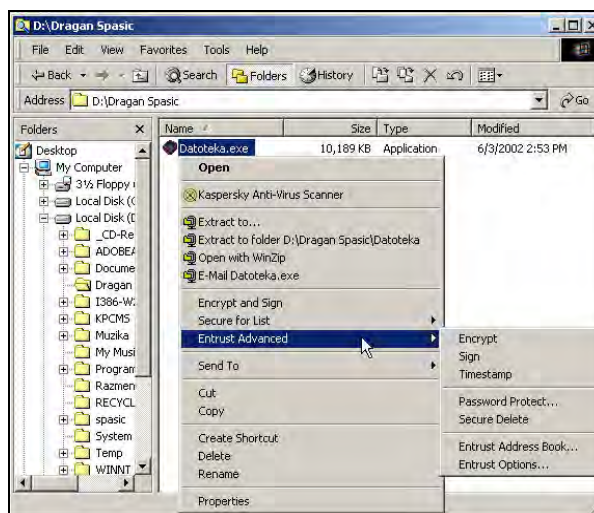 D:\Dragan Spasic
File Edit View Favorites Tools Help
Back Search Folders History
Address D:\Dragan Spasic Go
Folders
Name Size Type Modified
Desktop
My Computer
3½ Floppy
Local Disk (
Local Disk (
_CD-Re
ADOBEA
Docume
Dragan
I386-W
KPCMS
Muzika
My Musi
Program
Razmen
RECYCL
spasic
System
Temp
WINNT
Datoteka.exe 10,189 KB Application 6/3/2002 2:53 PM
Open
Kaspersky Anti-Virus Scanner
Extract to...
Extract to folder D:\Dragan Spasic\Datoteka
Open with WinZip
E-Mail Datoteka.exe
Encrypt and Sign
Secure for List
Entrust Advanced
Send To
Cut
Copy
Create Shortcut
Delete
Rename
Properties
Encrypt
Sign
Timestamp
Password Protect...
Secure Delete
Entrust Address Book...
Entrust Options...